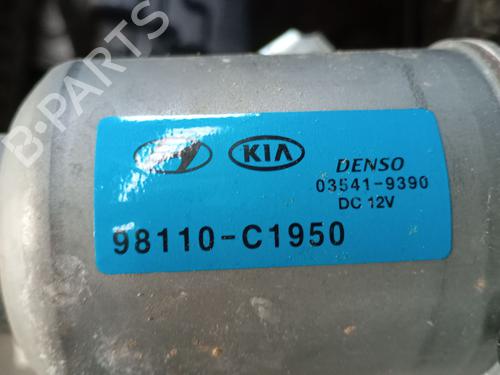 B-PARTS
KIA
DENSO
03541-9390
DC 12V
98110-C1950